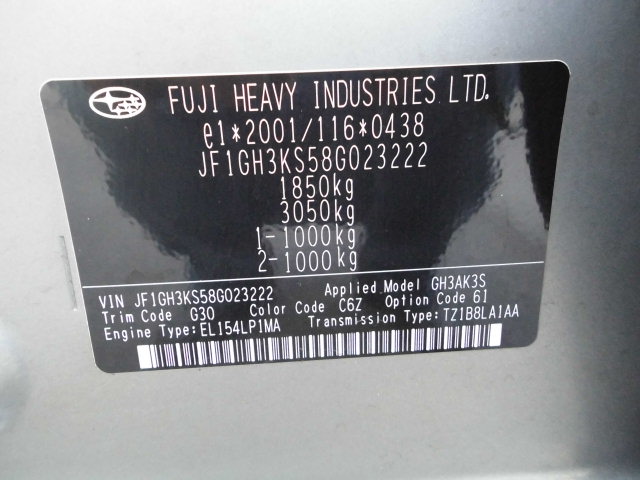 FUJI HEAVY INDUSTRIES LTD.
e1*2001/116*0438
JF1GH3KS58G023222
1850kg
3050kg
1-1000kg
2-1000kg
VIN JF1GH3KS58G023222 Applied Model GH3AK3S
Trim Code G30 Color Code C6Z Option Code 61
Engine Type:EL154LP1MA Transmission Type:TZ1B8LA1AA